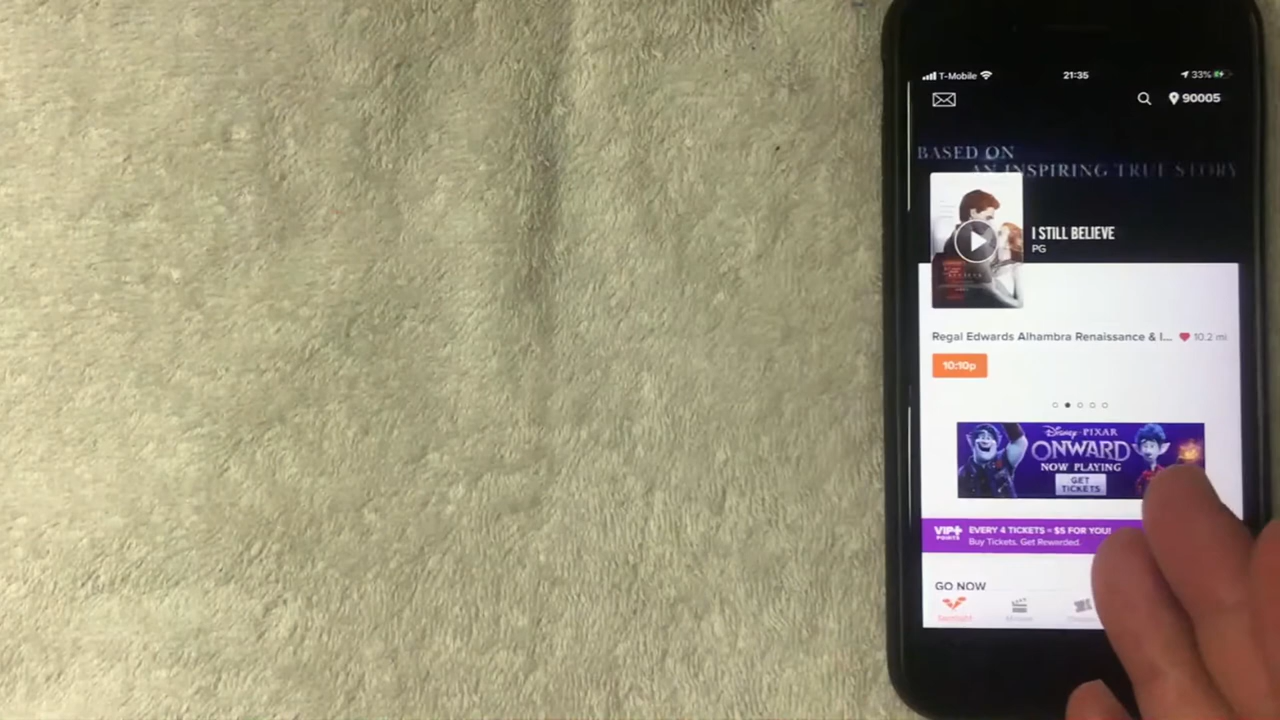 T-Mobile 21:35 33%
90005
BASED ON
AN INSPIRING TRUE STORY
I STILL BELIEVE
PG
Regal Edwards Alhambra Renaissance & I... 10.2 mi
10:10p
Disney·PIXAR
ONWARD
NOW PLAYING
GET
TICKETS
VIP+
POINTS
EVERY 4 TICKETS = $5 FOR YOU!
Buy Tickets. Get Rewarded.
GO NOW
Spotlight Movies